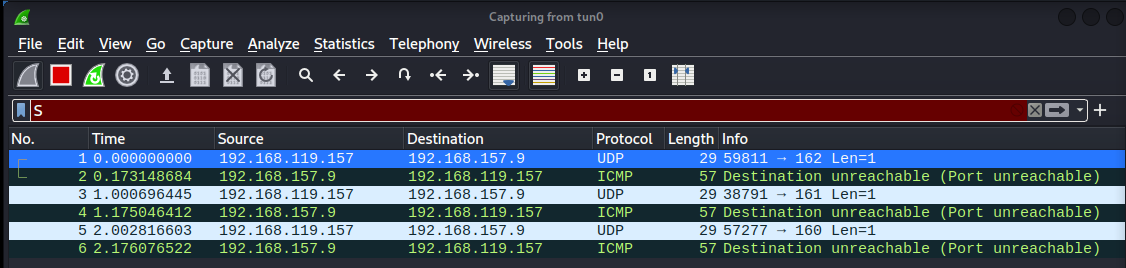 Capturing from tun0
File Edit View Go Capture Analyze Statistics Telephony Wireless Tools Help
S
No. Time Source Destination Protocol Length Info
1 0.000000000 192.168.119.157 192.168.157.9 UDP 29 59811 → 162 Len=1
2 0.173148684 192.168.157.9 192.168.119.157 ICMP 57 Destination unreachable (Port unreachable)
3 1.000696445 192.168.119.157 192.168.157.9 UDP 29 38791 → 161 Len=1
4 1.175046412 192.168.157.9 192.168.119.157 ICMP 57 Destination unreachable (Port unreachable)
5 2.002816603 192.168.119.157 192.168.157.9 UDP 29 57277 → 160 Len=1
6 2.176076522 192.168.157.9 192.168.119.157 ICMP 57 Destination unreachable (Port unreachable)